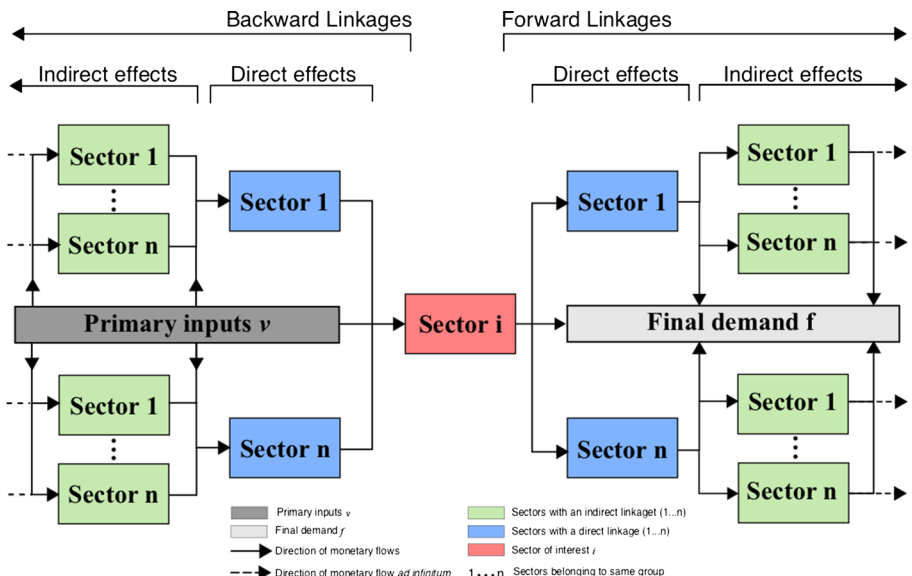 Backward Linkages Forward Linkages
Indirect effects Direct effects Direct effects Indirect effects
Sector 1 Sector 1
Sector 1 Sector 1
Sector n Sector n
Primary inputs v Sector i Final demand f
Sector 1 Sector 1
Sector n Sector n
Sector n Sector n
Primary inputs v Sectors with an indirect linkaget (1...n)
Final demand f Sectors with a direct linkage (1...n)
Direction of monetary flows Sector of interest i
Direction of monetary flow ad infinitum 1...n Sectors belonging to same group